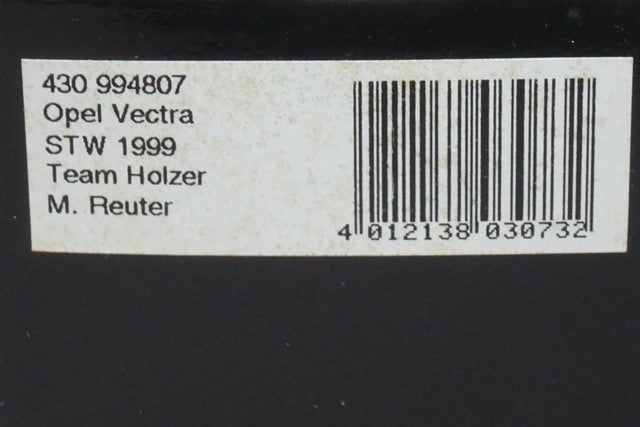 430 994807
Opel Vectra
STW 1999
Team Holzer
M. Reuter
4 012138 030732